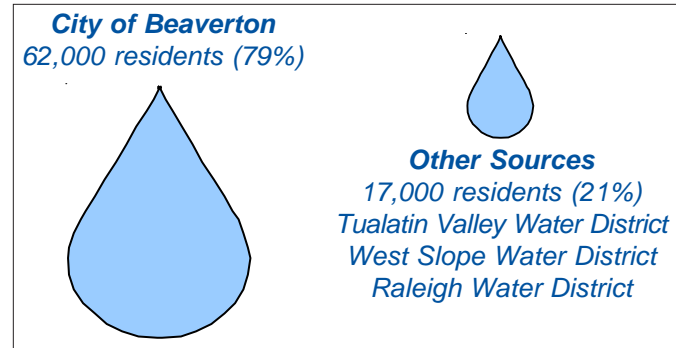 City of Beaverton
62,000 residents (79%)
Other Sources
17,000 residents (21%)
Tualatin Valley Water District
West Slope Water District
Raleigh Water District